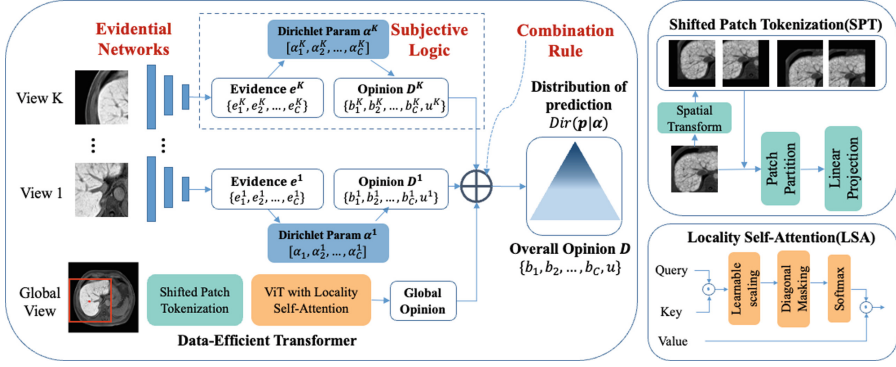 Evidential
Networks
Dirichlet Param α^K
[α_1^K, α_2^K, …, α_C^K]
Subjective
Logic
Combination
Rule
View K
Evidence e^K
{e_1^K, e_2^K, …, e_C^K}
Opinion D^K
{b_1^K, b_2^K, …, b_C^K, u^K}
Distribution of
prediction
Dir(p|α)
...
...
View 1
Evidence e^1
{e_1^1, e_2^1, …, e_C^1}
Opinion D^1
{b_1^1, b_2^1, …, b_C^1, u^1}
Dirichlet Param α^1
[α_1, α_2^1, …, α_C^1]
Overall Opinion D
{b_1, b_2, …, b_C, u}
Global
View
Shifted Patch
Tokenization
ViT with Locality
Self-Attention
Global
Opinion
Data-Efficient Transformer
Shifted Patch Tokenization(SPT)
Spatial
Transform
Patch
Partition
Linear
Projection
Locality Self-Attention(LSA)
Query
Key
Value
Learnable
scaling
Diagonal
Masking
Softmax